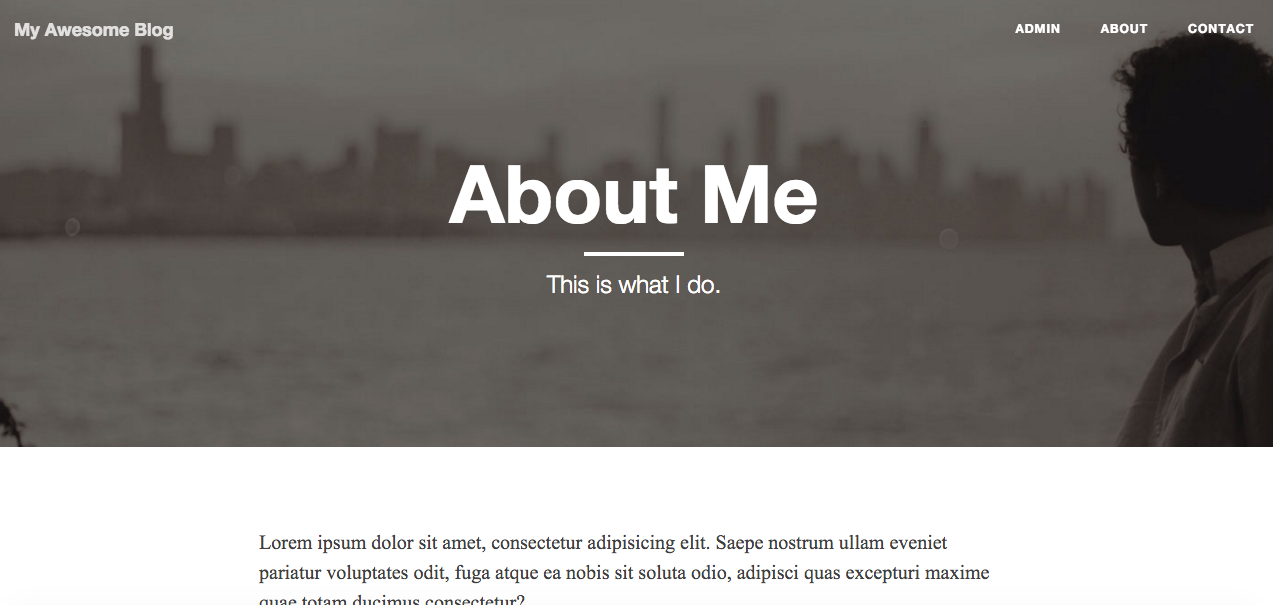 My Awesome Blog
ADMIN ABOUT CONTACT
About Me
This is what I do.
Lorem ipsum dolor sit amet, consectetur adipisicing elit. Saepe nostrum ullam eveniet
pariatur voluptates odit, fuga atque ea nobis sit soluta odio, adipisci quas excepturi maxime
quae totam ducimus consectetur?